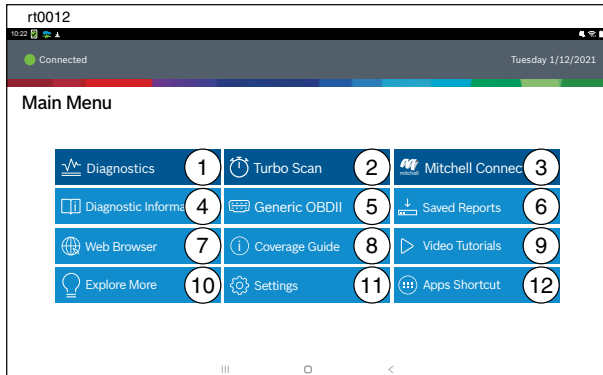 rt0012
10:22
Connected
Tuesday 1/12/2021
Main Menu
Diagnostics 1
Turbo Scan 2
mitchell Mitchell Connec 3
Diagnostic Informa 4
Generic OBDII 5
Saved Reports 6
Web Browser 7
Coverage Guide 8
Video Tutorials 9
Explore More 10
Settings 11
Apps Shortcut 12